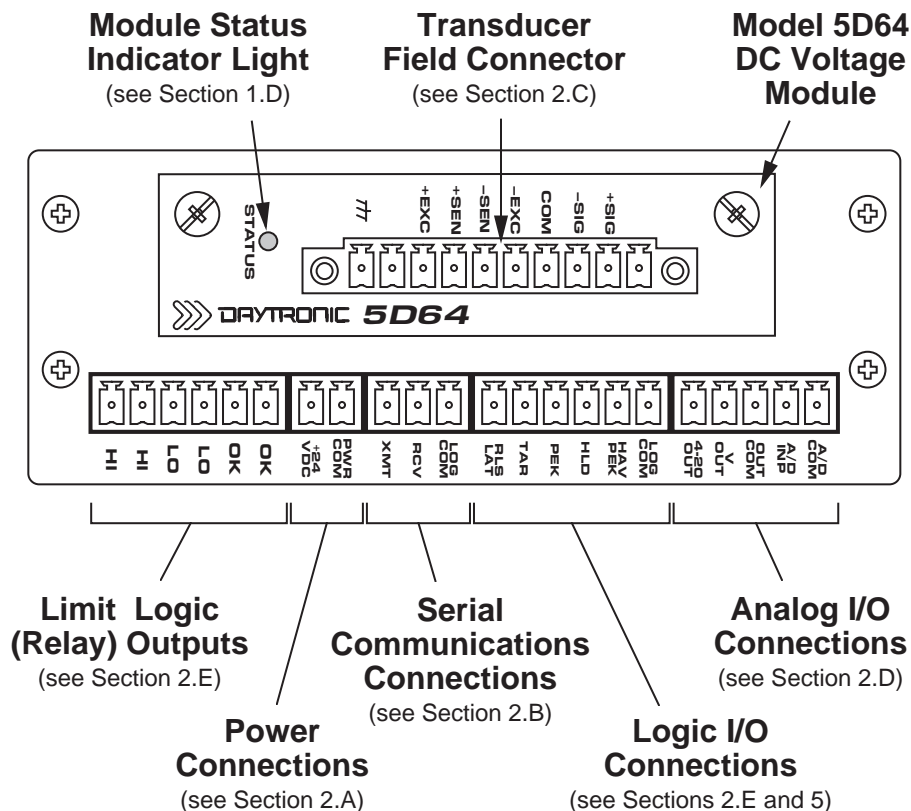 Module Status
Indicator Light
(see Section 1.D)
Transducer
Field Connector
(see Section 2.C)
Model 5D64
DC Voltage
Module
STATUS
+EXC
+SEN
–SEN
–EXC
COM
–SIG
+SIG
DAYTRONIC 5D64
HI
HI
LO
LO
OK
OK
+24
VDC
PWR
COM
XMT
RCV
LOG
COM
RLS
LAT
TAR
PEK
HLD
HAV
PEK
LOG
COM
4-20
OUT
V
OUT
OUT
COM
A/D
INP
A/D
COM
Limit Logic
(Relay) Outputs
(see Section 2.E)
Power
Connections
(see Section 2.A)
Serial
Communications
Connections
(see Section 2.B)
Logic I/O
Connections
(see Sections 2.E and 5)
Analog I/O
Connections
(see Section 2.D)